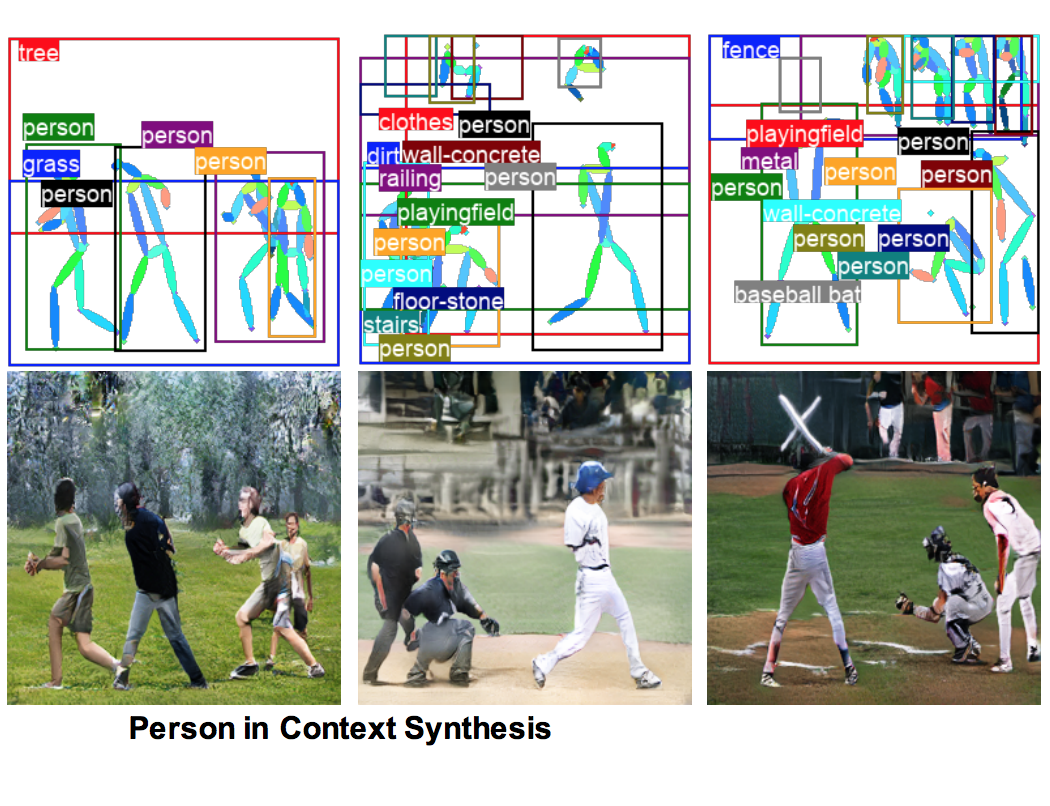 tree
person
person
grass
person
person
clothes
person
dirt
wall-concrete
railing
person
playingfield
person
person
floor-stone
stairs
person
fence
playingfield
person
metal
person
person
person
wall-concrete
person
person
person
baseball bat
Person in Context Synthesis